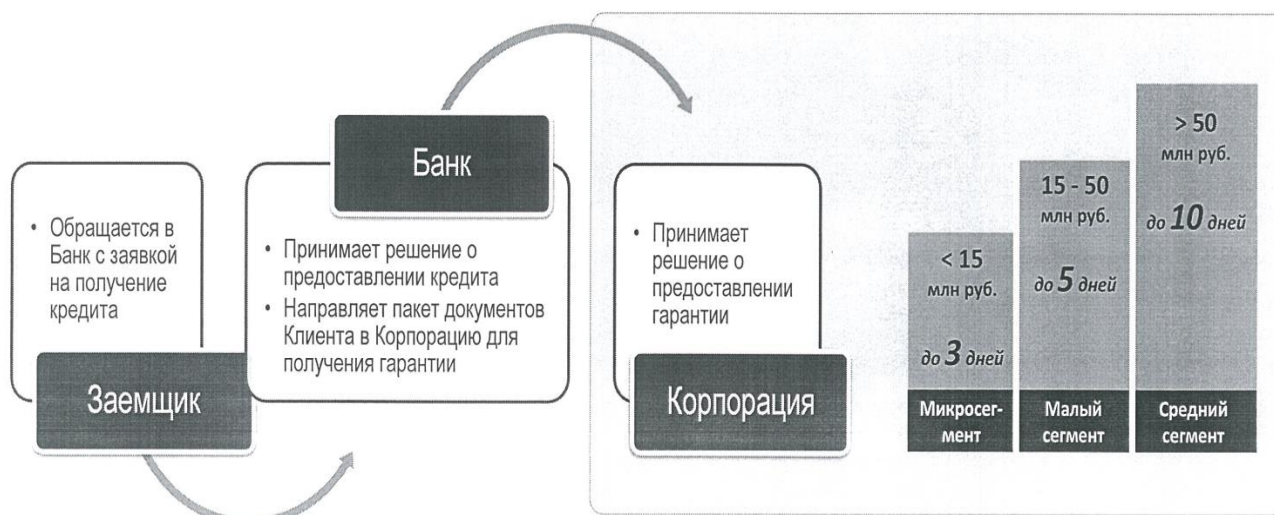 Банк
• Обращается в
Банк с заявкой
на получение
кредита
Заемщик
• Принимает решение о
предоставлении кредита
• Направляет пакет документов
Клиента в Корпорацию для
получения гарантии
• Принимает
решение о
предоставлении
гарантии
Корпорация
< 15
млн руб.
до 3 дней
Микросег-
мент
15 - 50
млн руб.
до 5 дней
Малый
сегмент
> 50
млн руб.
до 10 дней
Средний
сегмент